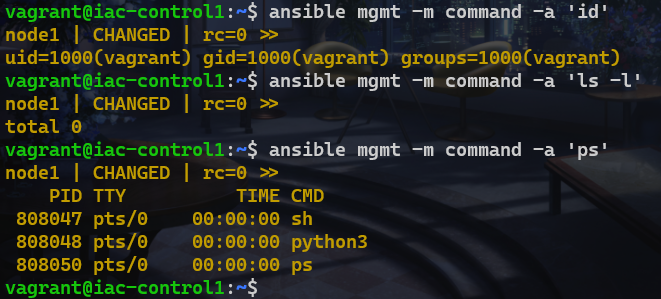 vagrant@iac-control1:~$ ansible mgmt -m command -a 'id'
node1 | CHANGED | rc=0 >>
uid=1000(vagrant) gid=1000(vagrant) groups=1000(vagrant)
vagrant@iac-control1:~$ ansible mgmt -m command -a 'ls -l'
node1 | CHANGED | rc=0 >>
total 0
vagrant@iac-control1:~$ ansible mgmt -m command -a 'ps'
node1 | CHANGED | rc=0 >>
    PID TTY          TIME CMD
 808047 pts/0    00:00:00 sh
 808048 pts/0    00:00:00 python3
 808050 pts/0    00:00:00 ps
vagrant@iac-control1:~$